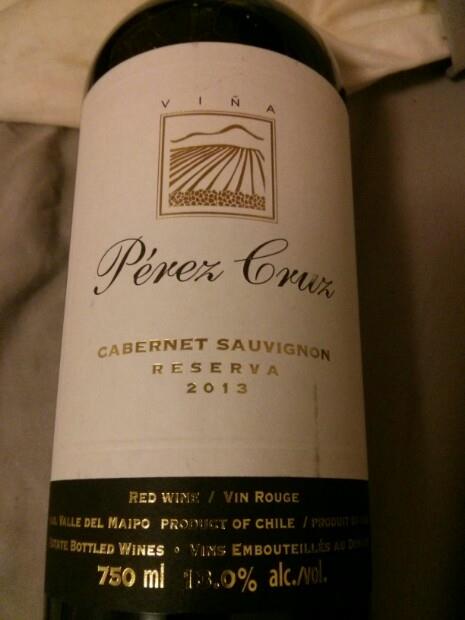 VIÑA
Pérez Cruz
CABERNET SAUVIGNON
RESERVA
2013
RED WINE / VIN ROUGE
VALLE DEL MAIPO PRODUCT OF CHILE / PRODUIT
ESTATE BOTTLED WINES • VINS EMBOUTEILLÉS AU
750 ml alc./vol.